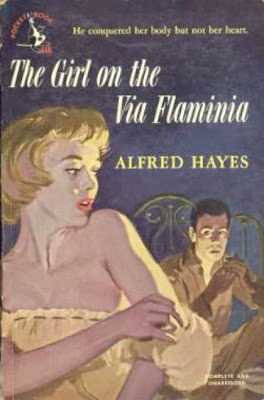 POCKET BOOK
He conquered her body but not her heart.
The Girl on the
Via Flaminia
ALFRED HAYES
COMPLETE AND
UNABRIDGED